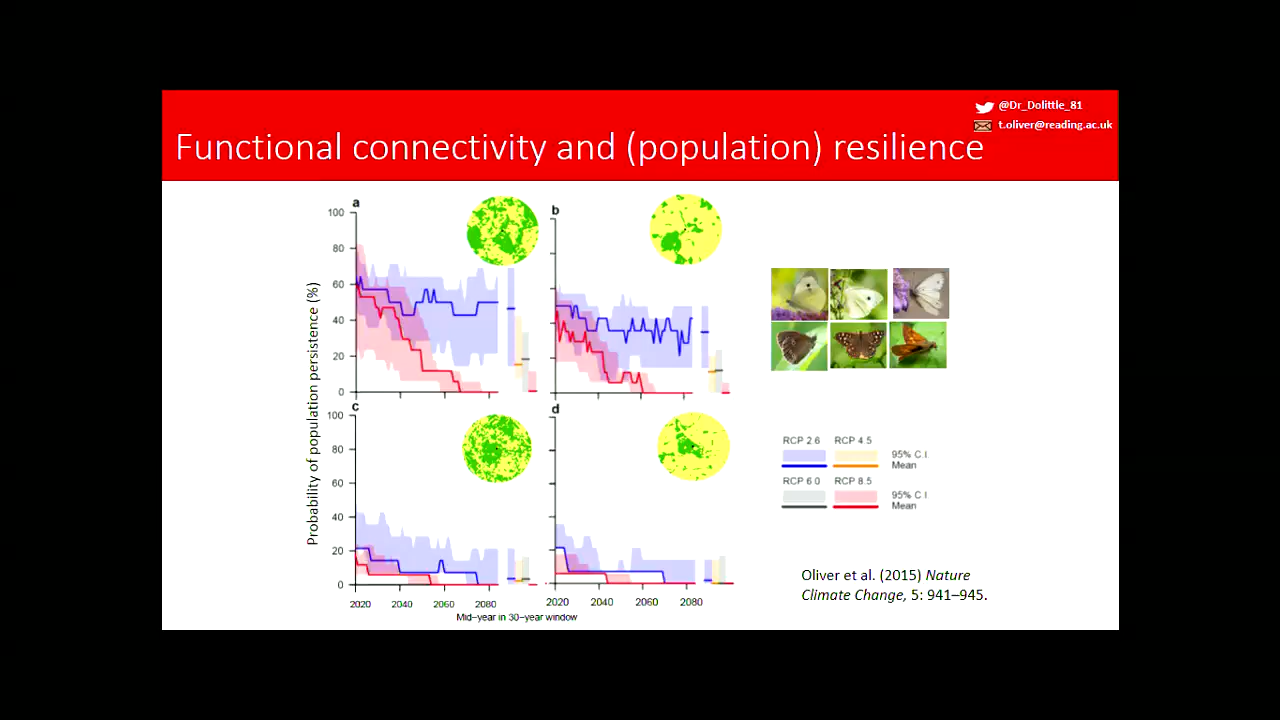 @Dr_Dolittle_81
t.oliver@reading.ac.uk
Functional connectivity and (population) resilience
Probability of population persistence (%)
a
100
80
60
40
20
0
b
c
100
80
60
40
20
0
2020 2040 2060 2080
d
2020 2040 2060 2080
Mid-year in 30-year window
RCP 2.6 RCP 4.5
95% C.I.
Mean
RCP 6.0 RCP 8.5
95% C.I
Mean
Oliver et al. (2015) Nature
Climate Change, 5: 941–945.